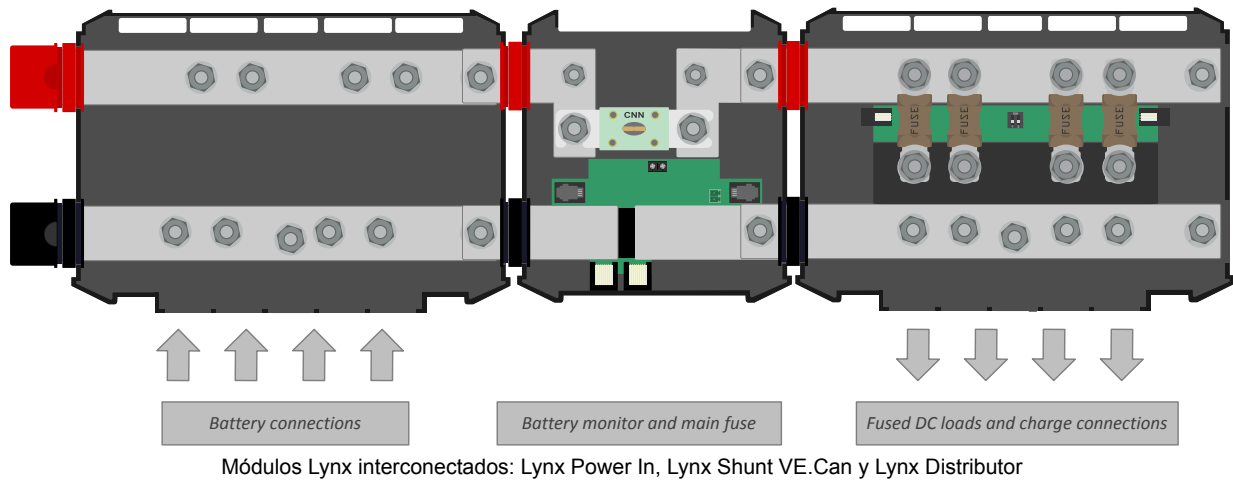 CNN
FUSE
FUSE
FUSE
FUSE
Battery connections
Battery monitor and main fuse
Fused DC loads and charge connections
Módulos Lynx interconectados: Lynx Power In, Lynx Shunt VE.Can y Lynx Distributor